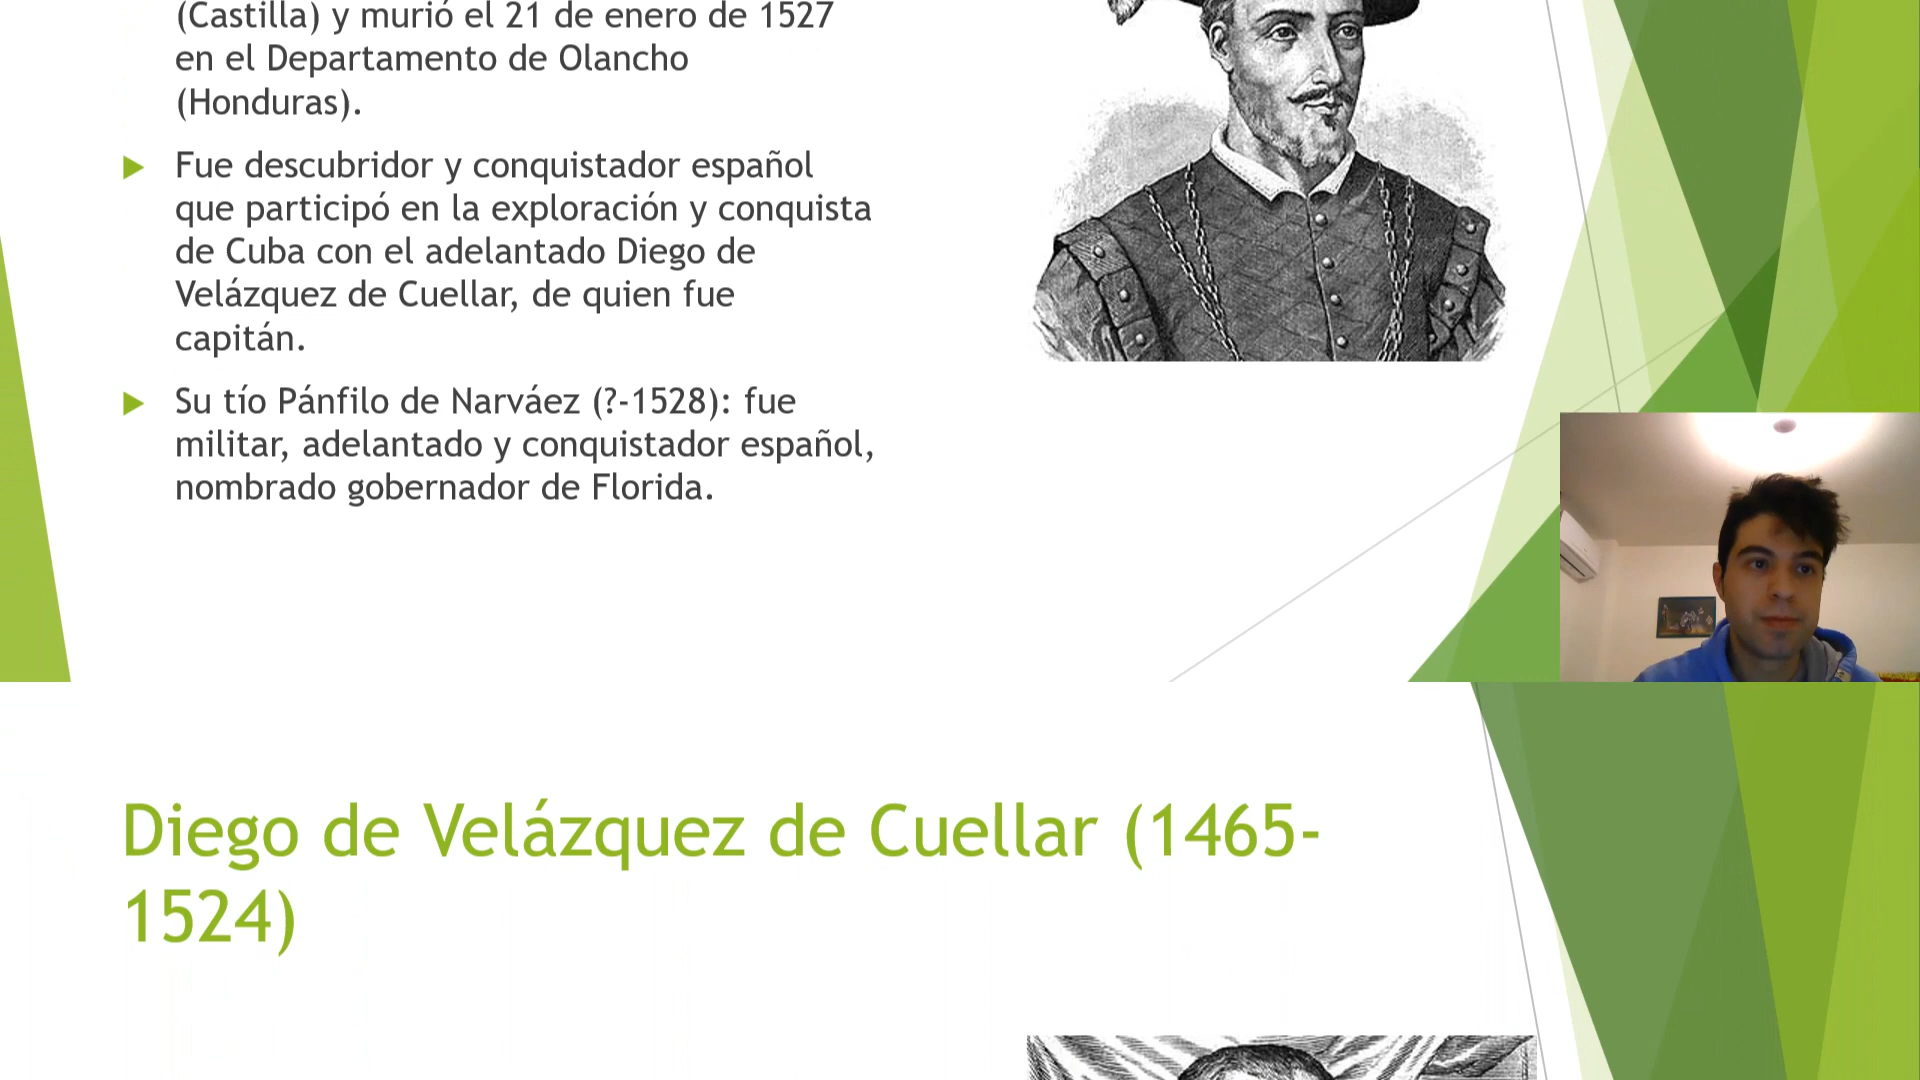 (Castilla) y murió el 21 de enero de 1527
en el Departamento de Olancho
(Honduras).
Fue descubridor y conquistador español
que participó en la exploración y conquista
de Cuba con el adelantado Diego de
Velázquez de Cuellar, de quien fue
capitán.
Su tío Pánfilo de Narváez (?-1528): fue
militar, adelantado y conquistador español,
nombrado gobernador de Florida.
Diego de Velázquez de Cuellar (1465-
1524)